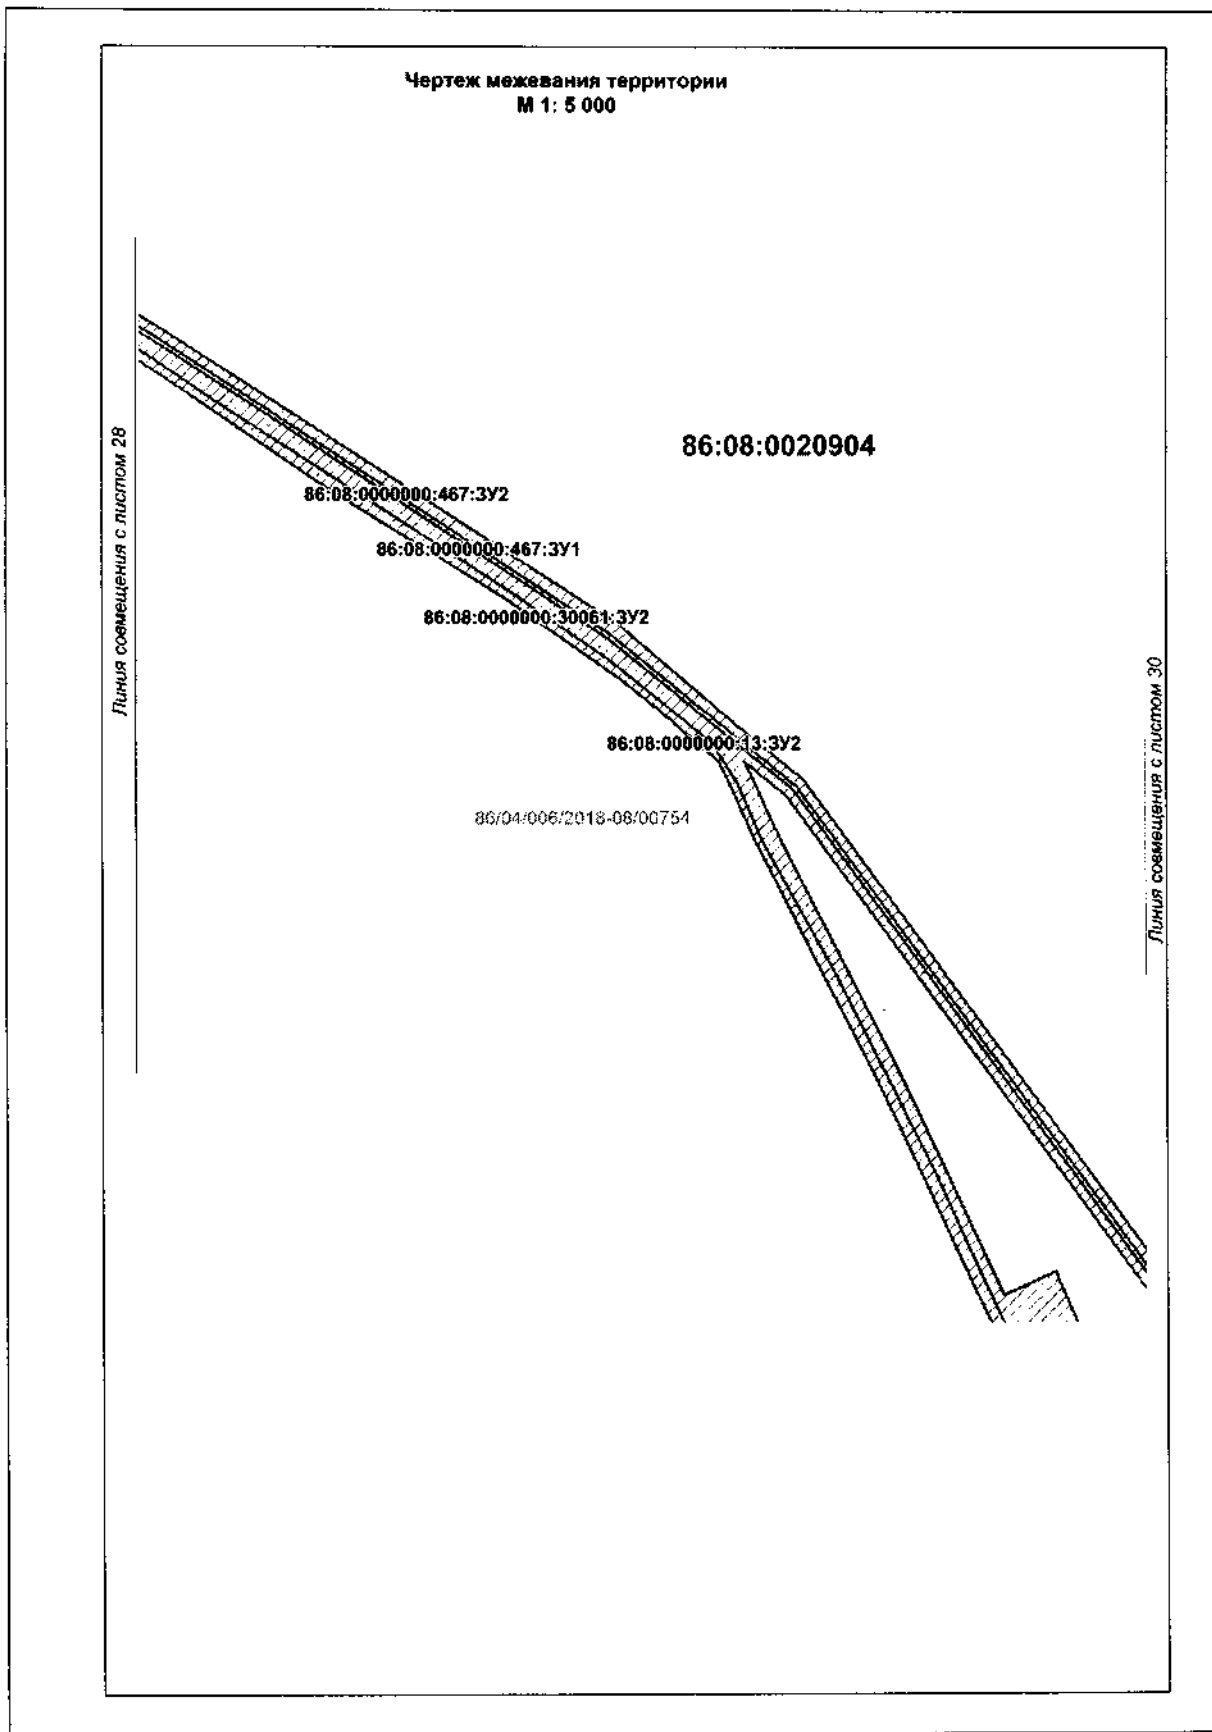 Чертеж межевания территории
М 1: 5 000
Линия совмещения с листом 28
86:08:0020904
86:08:0000000:467:ЗУ2
86:08:0000000:467:ЗУ1
86:08:0000000:30061:ЗУ2
86:08:0000000:13:ЗУ2
86/04/006/2018-08/00754
Линия совмещения с листом 30